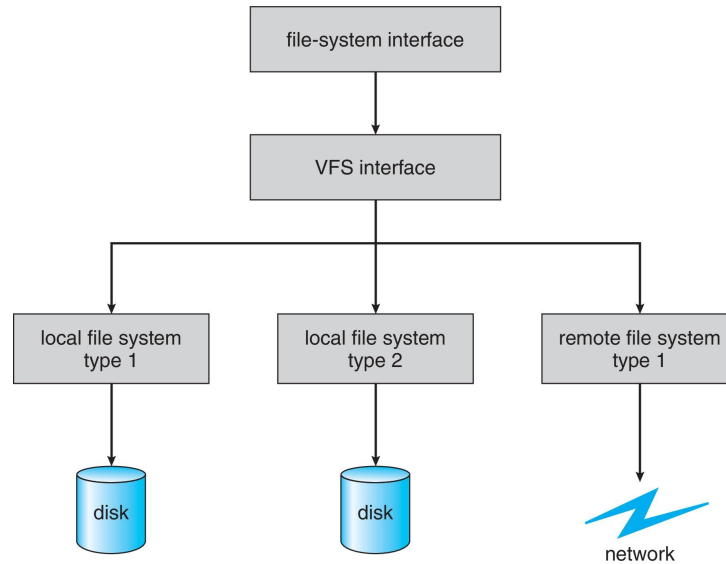 file-system interface
VFS interface
local file system
type 1
local file system
type 2
remote file system
type 1
disk
disk
network